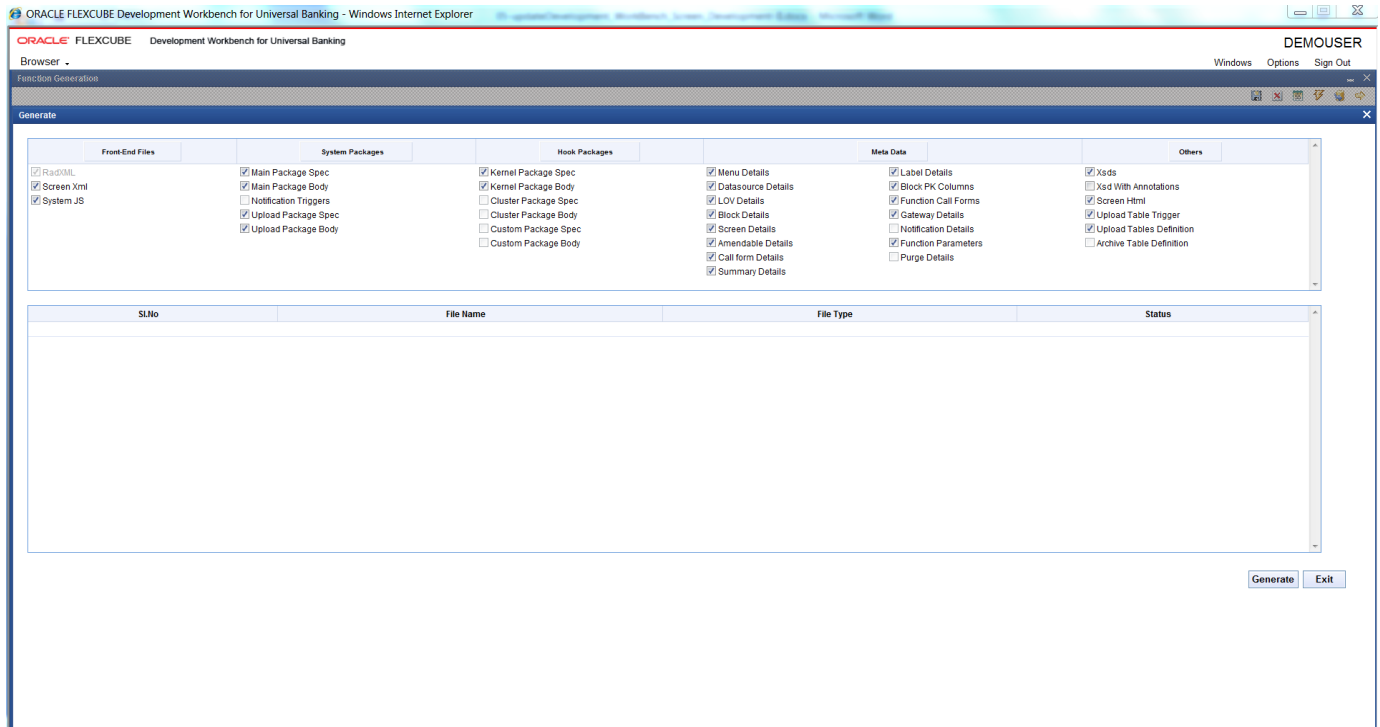 ORACLE FLEXCUBE Development Workbench for Universal Banking - Windows Internet Explorer
ORACLE FLEXCUBE Development Workbench for Universal Banking
DEMOUSER
Browser
Windows Options Sign Out
Function Generation
Generate
Front-End Files System Packages Hook Packages Meta Data Others
RadXML Main Package Spec Kernel Package Spec Menu Details Label Details Xsds
Screen Xml Main Package Body Kernel Package Body Datasource Details Block PK Columns Xsd With Annotations
System JS Notification Triggers Cluster Package Spec LOV Details Function Call Forms Screen Html
Upload Package Spec Cluster Package Body Block Details Gateway Details Upload Table Trigger
Upload Package Body Custom Package Spec Screen Details Notification Details Upload Tables Definition
Custom Package Body Amendable Details Function Parameters Archive Table Definition
Call form Details Purge Details
Summary Details
Sl.No File Name File Type Status
Generate Exit